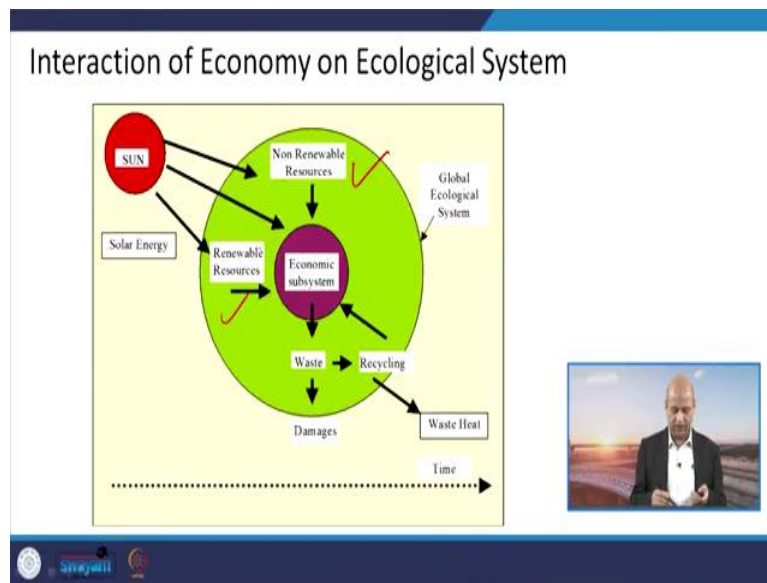 Interaction of Economy on Ecological System
SUN
Non Renewable
Resources
Global
Ecological
System
Solar Energy
Renewable
Resources
Economic
subsystem
Waste
Recycling
Damages
Waste Heat
Time
swayam